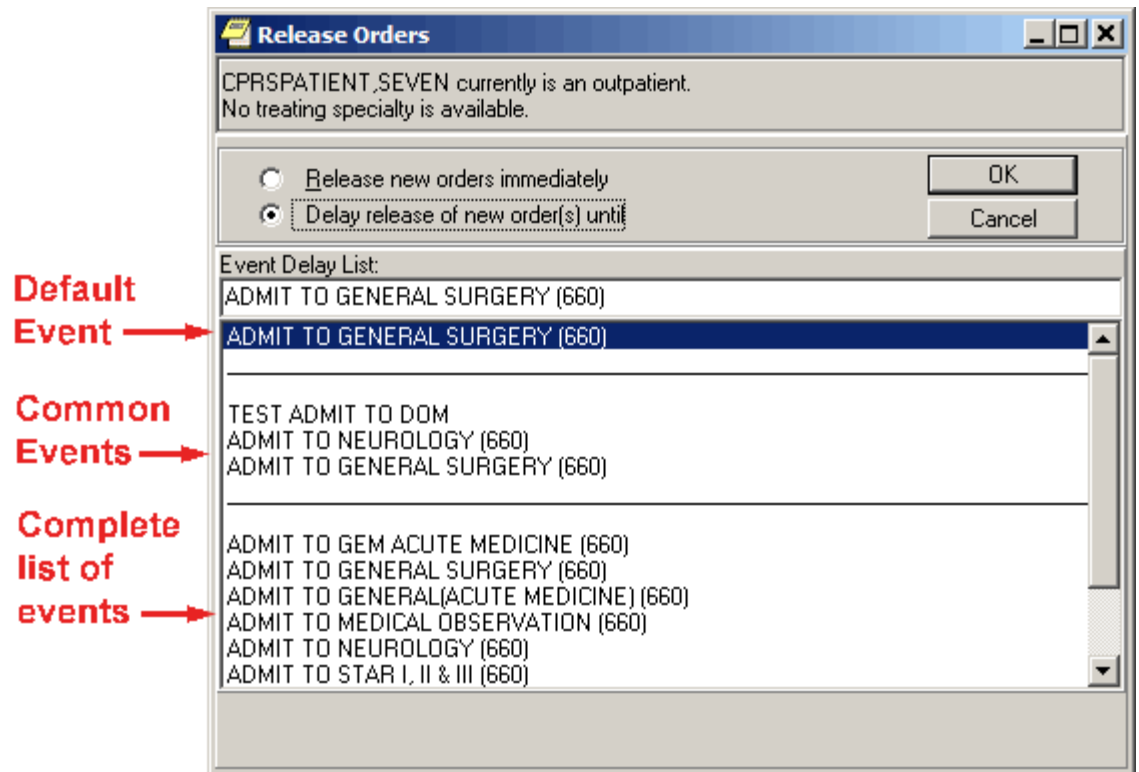 Release Orders
CPRSPATIENT,SEVEN currently is an outpatient.
No treating specialty is available.
Release new orders immediately
OK
Delay release of new order(s) until
Cancel
Event Delay List:
ADMIT TO GENERAL SURGERY (660)
Default
Event
ADMIT TO GENERAL SURGERY (660)
Common
Events
TEST ADMIT TO DOM
ADMIT TO NEUROLOGY (660)
ADMIT TO GENERAL SURGERY (660)
Complete
list of
events
ADMIT TO GEM ACUTE MEDICINE (660)
ADMIT TO GENERAL SURGERY (660)
ADMIT TO GENERAL(ACUTE MEDICINE) (660)
ADMIT TO MEDICAL OBSERVATION (660)
ADMIT TO NEUROLOGY (660)
ADMIT TO STAR I, II & III (660)